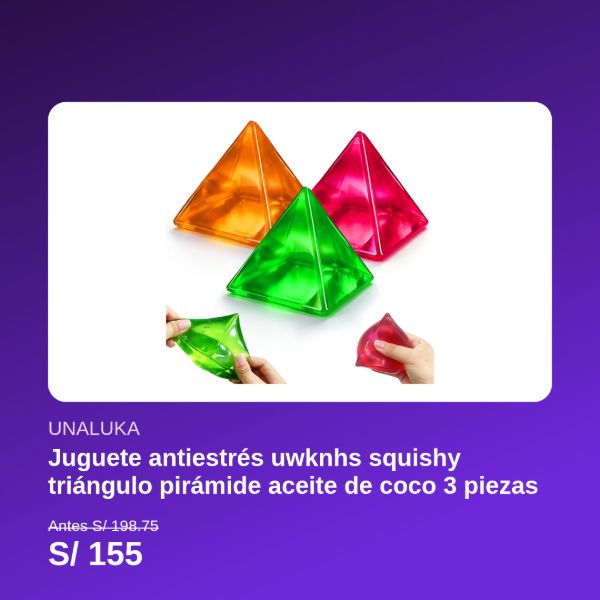 UNALUKA
Juguete antiestrés uwknhs squishy
triángulo pirámide aceite de coco 3 piezas
Antes S/ 198.75
S/ 155